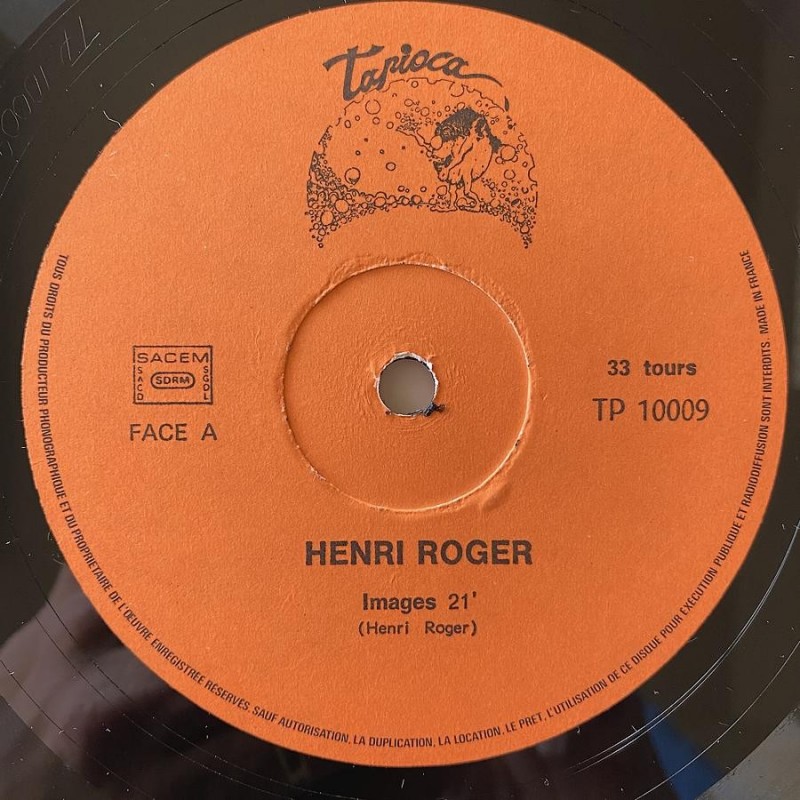 Tapioca
SACEM
SACD
SDRM
SGDL
FACE A
33 tours
TP 10009
HENRI ROGER
Images 21'
(Henri Roger)
TOUS DROITS DU PRODUCTEUR PHONOGRAPHIQUE ET DU PROPRIETAIRE DE L'ŒUVRE ENREGISTREE RESERVES. SAUF AUTORISATION, LA DUPLICATION, LA LOCATION, LE PRET, L'UTILISATION DE CE DISQUE POUR EXECUTION PUBLIQUE ET RADIODIFFUSION SONT INTERDITS. MADE IN FRANCE